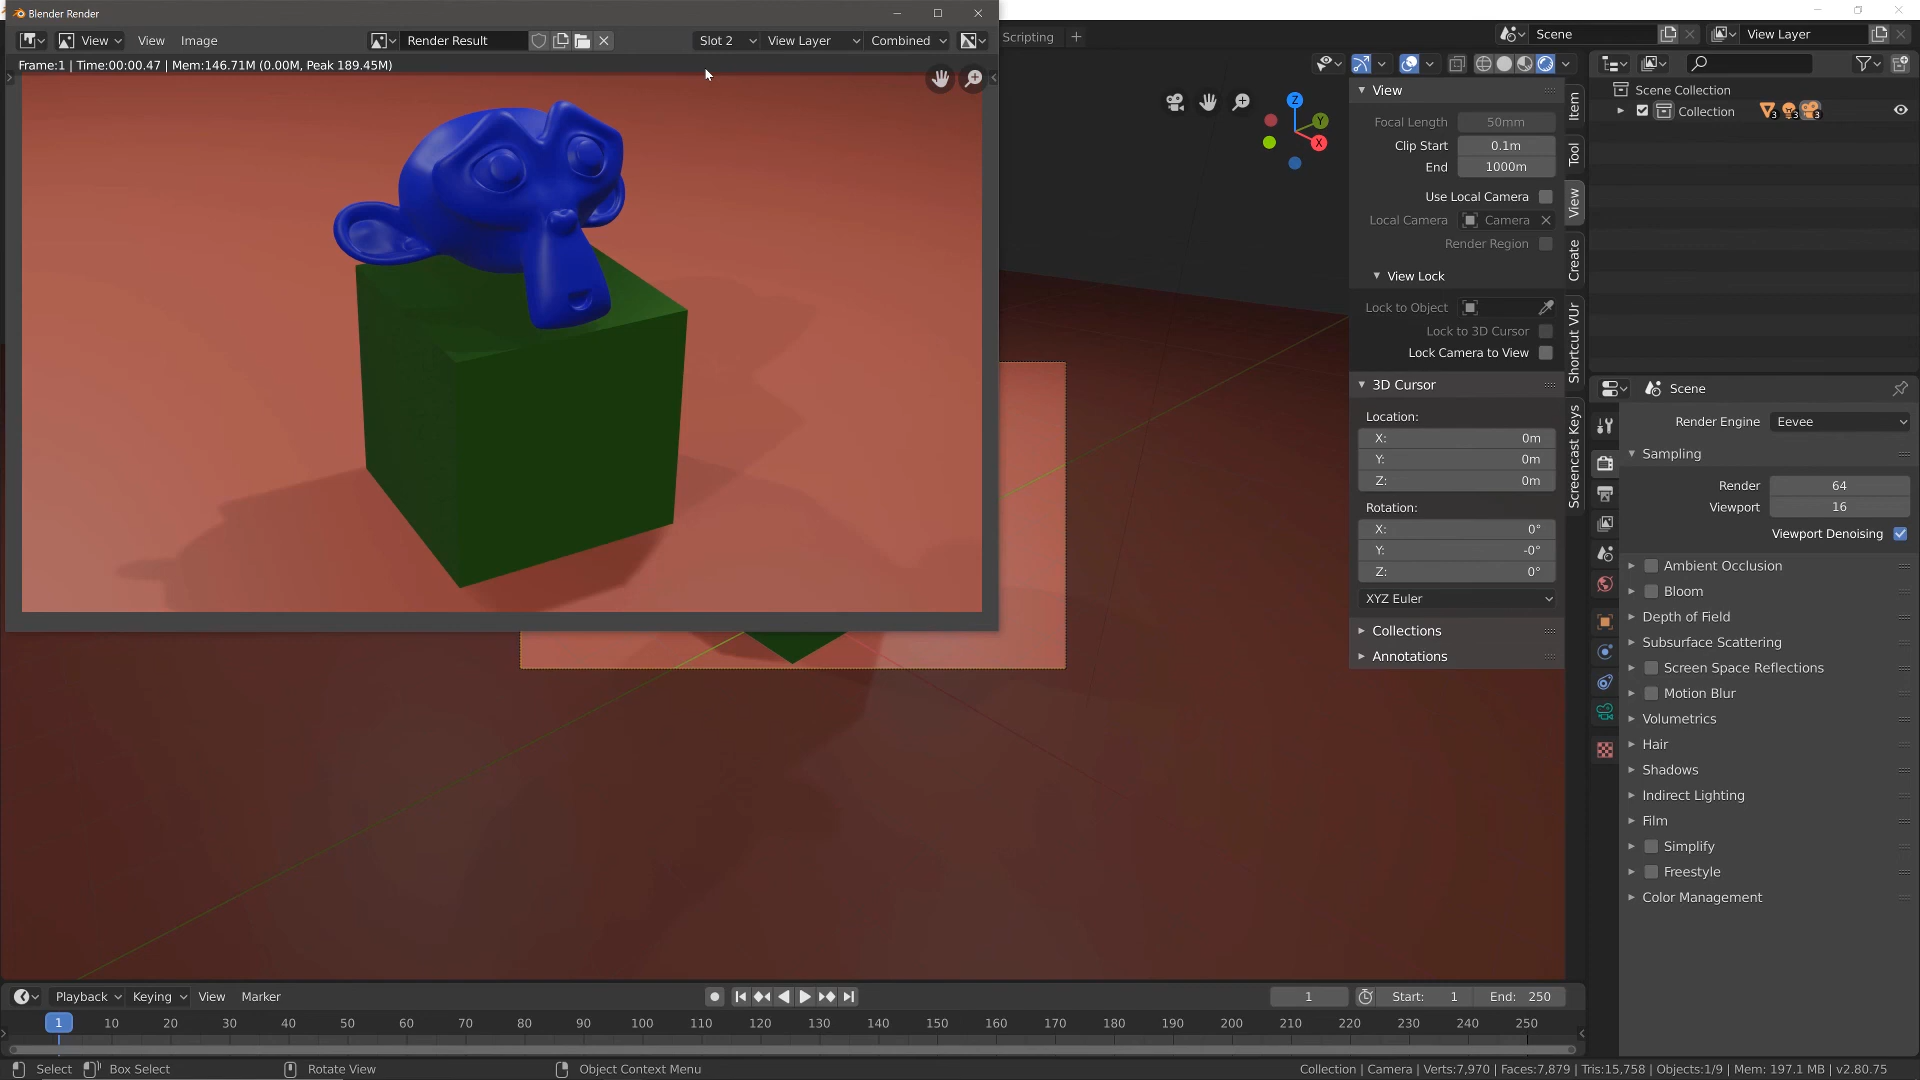 Blender Render
View View Image Render Result Slot 2 View Layer Combined
Frame:1 | Time:00:00.47 | Mem:146.71M (0.00M, Peak 189.45M)
Scripting + Scene View Layer
View
Focal Length 50mm
Clip Start 0.1m
End 1000m
Use Local Camera
Local Camera Camera
Render Region
View Lock
Lock to Object
Lock to 3D Cursor
Lock Camera to View
3D Cursor
Location:
X: 0m
Y: 0m
Z: 0m
Rotation:
X: 0°
Y: -0°
Z: 0°
XYZ Euler
Collections
Annotations
Z
Y
X
Item
Tool
View
Create
Shortcut VUr
Screencast Keys
Scene Collection
Collection 3 3 3
Scene
Render Engine Eevee
Sampling
Render 64
Viewport 16
Viewport Denoising
Ambient Occlusion
Bloom
Depth of Field
Subsurface Scattering
Screen Space Reflections
Motion Blur
Volumetrics
Hair
Shadows
Indirect Lighting
Film
Simplify
Freestyle
Color Management
Playback Keying View Marker 1 Start: 1 End: 250
1 10 20 30 40 50 60 70 80 90 100 110 120 130 140 150 160 170 180 190 200 210 220 230 240 250
Select Box Select Rotate View Object Context Menu Collection | Camera | Verts:7,970 | Faces:7,879 | Tris:15,758 | Objects:1/9 | Mem: 197.1 MB | v2.80.75